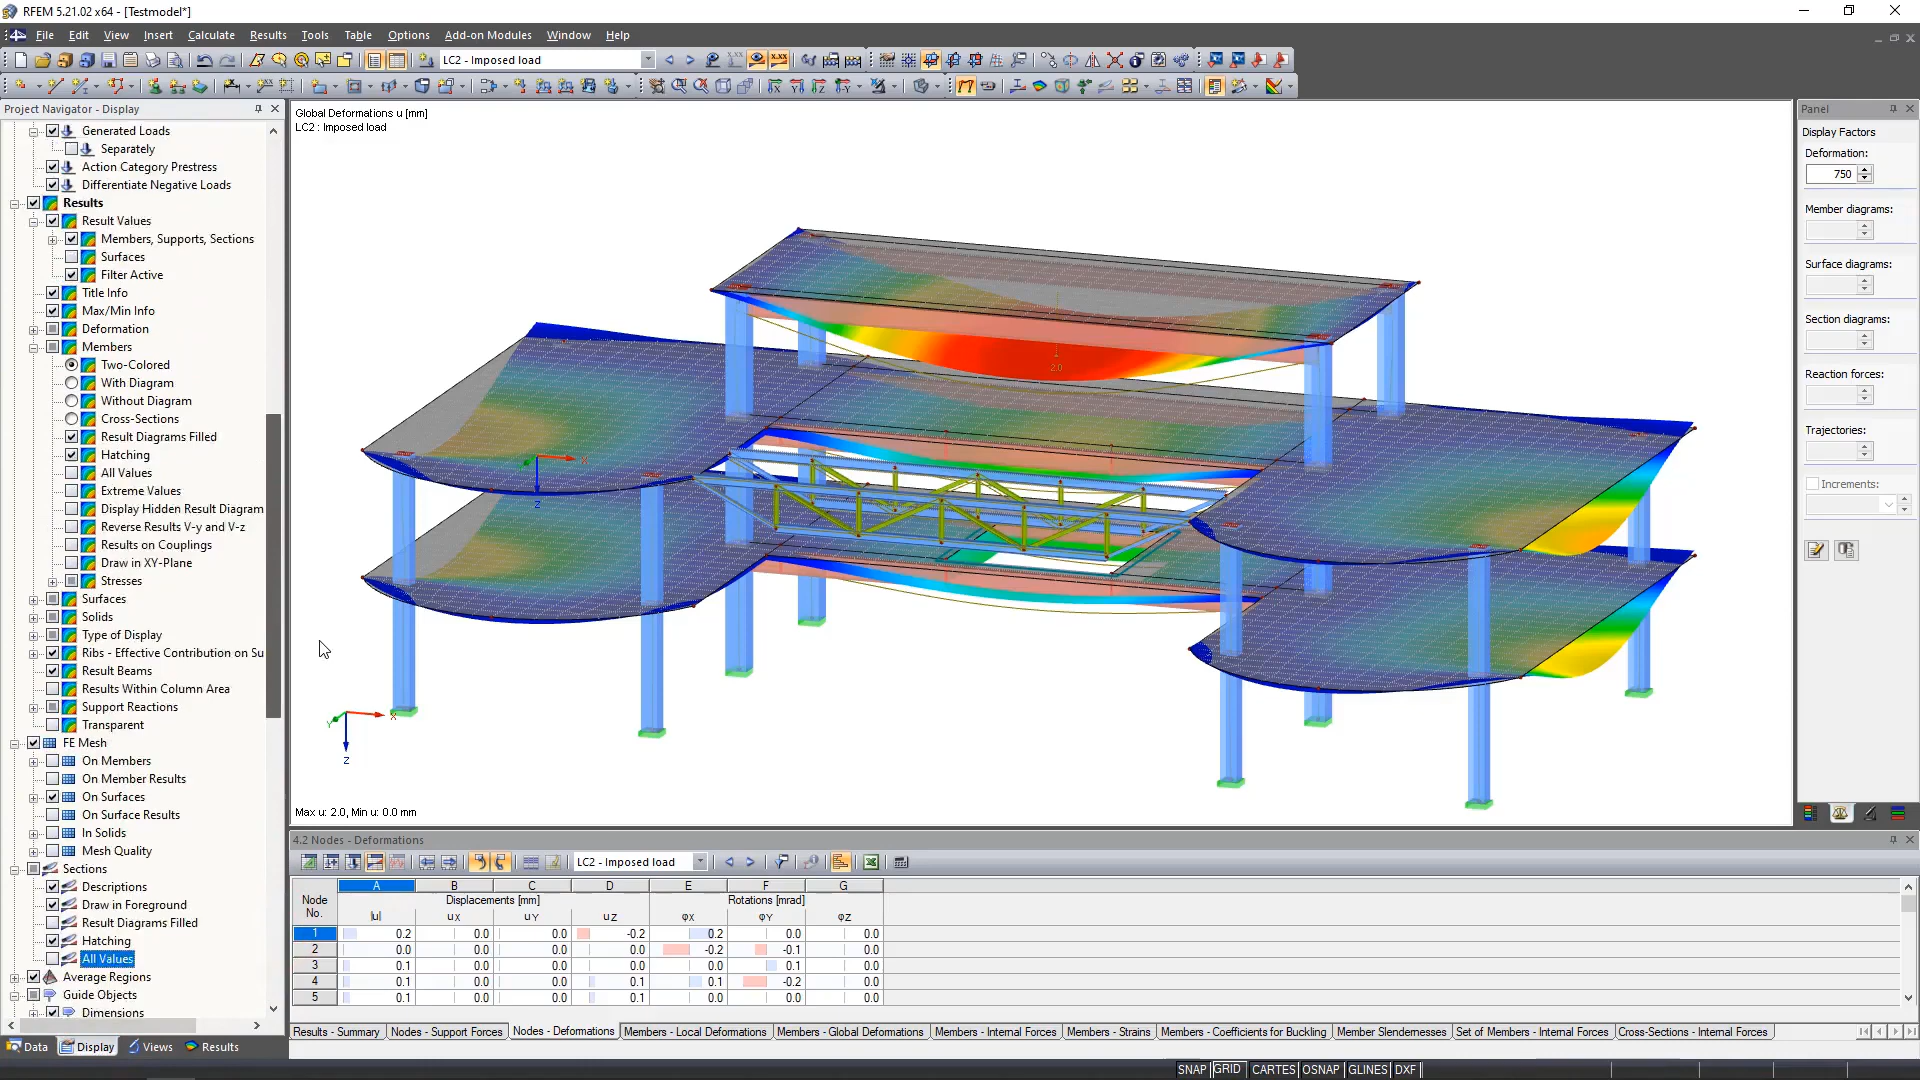 RFEM 5.21.02 x64 - [Testmodel*]
File Edit View Insert Calculate Results Tools Table Options Add-on Modules Window Help
LC2 - Imposed load
Project Navigator - Display
Generated Loads
Separately
Action Category Prestress
Differentiate Negative Loads
Results
Result Values
Members, Supports, Sections
Surfaces
Filter Active
Title Info
Max/Min Info
Deformation
Members
Two-Colored
With Diagram
Without Diagram
Cross-Sections
Result Diagrams Filled
Hatching
All Values
Extreme Values
Display Hidden Result Diagram
Reverse Results V-y and V-z
Results on Couplings
Draw in XY-Plane
Stresses
Surfaces
Solids
Type of Display
Ribs - Effective Contribution on Su
Result Beams
Results Within Column Area
Support Reactions
Transparent
FE Mesh
On Members
On Member Results
On Surfaces
On Surface Results
In Solids
Mesh Quality
Sections
Descriptions
Draw in Foreground
Result Diagrams Filled
Hatching
All Values
Average Regions
Guide Objects
Dimensions
Data Display Views Results
Global Deformations u [mm]
LC2 : Imposed load
2.0
X
Z
Y X
Z
Max u: 2.0, Min u: 0.0 mm
Panel
Display Factors
Deformation:
750
Member diagrams:
Surface diagrams:
Section diagrams:
Reaction forces:
Trajectories:
Increments:
4.2 Nodes - Deformations
LC2 - Imposed load
A B C D E F G
Node No. Displacements [mm] Rotations [mrad]
|u| uX uY uZ φX φY φZ
1 0.2 0.0 0.0 -0.2 0.2 0.0 0.0
2 0.0 0.0 0.0 0.0 -0.2 -0.1 0.0
3 0.1 0.0 0.0 0.0 0.0 0.1 0.0
4 0.1 0.0 0.0 0.1 0.1 -0.2 0.0
5 0.1 0.0 0.0 0.1 0.0 0.0 0.0
Results - Summary Nodes - Support Forces Nodes - Deformations Members - Local Deformations Members - Global Deformations Members - Internal Forces Members - Strains Members - Coefficients for Buckling Member Slendernesses Set of Members - Internal Forces Cross-Sections - Internal Forces
SNAP GRID CARTES OSNAP GLINES DXF